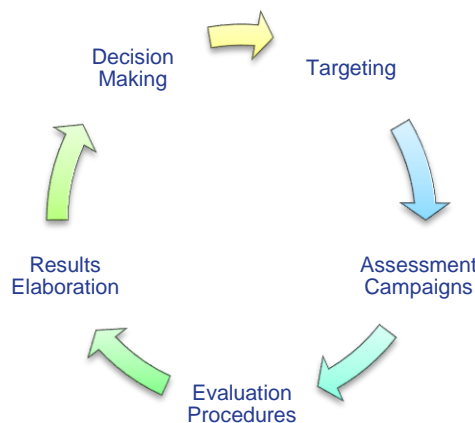 Decision
Making
Targeting
Assessment
Campaigns
Evaluation
Procedures
Results
Elaboration